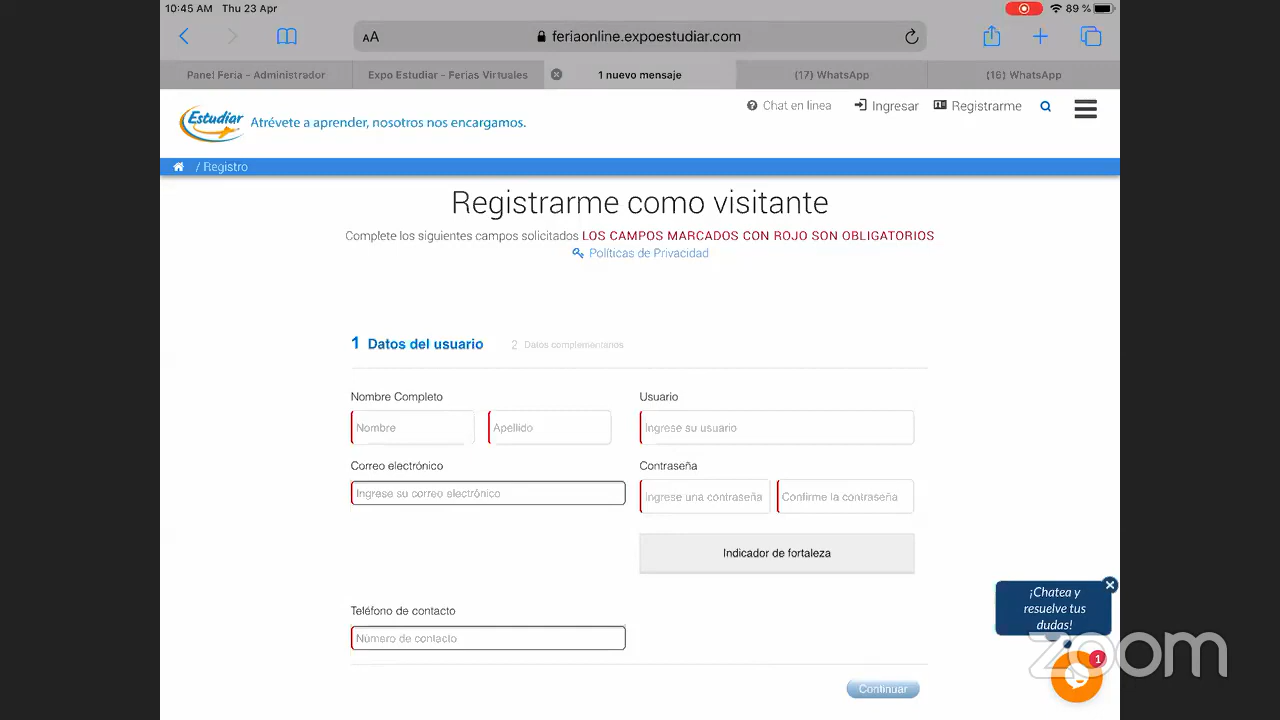 10:45 AM Thu 23 Apr
89 %
AA
feriaonline.expoestudiar.com
Panel Feria - Administrador
Expo Estudiar - Ferias Virtuales
1 nuevo mensaje
(17) WhatsApp
(16) WhatsApp
Estudiar
Atrévete a aprender, nosotros nos encargamos.
Chat en linea
Ingresar
Registrarme
/ Registro
Registrarme como visitante
Complete los siguientes campos solicitados LOS CAMPOS MARCADOS CON ROJO SON OBLIGATORIOS
Políticas de Privacidad
1 Datos del usuario
2 Datos complementarios
Nombre Completo
Usuario
Nombre
Apellido
Ingrese su usuario
Correo electrónico
Contraseña
Ingrese su correo electrónico
Ingrese una contraseña
Confirme la contraseña
Indicador de fortaleza
Teléfono de contacto
Número de contacto
Continuar
¡Chatea y
resuelve tus
dudas!
1
zoom